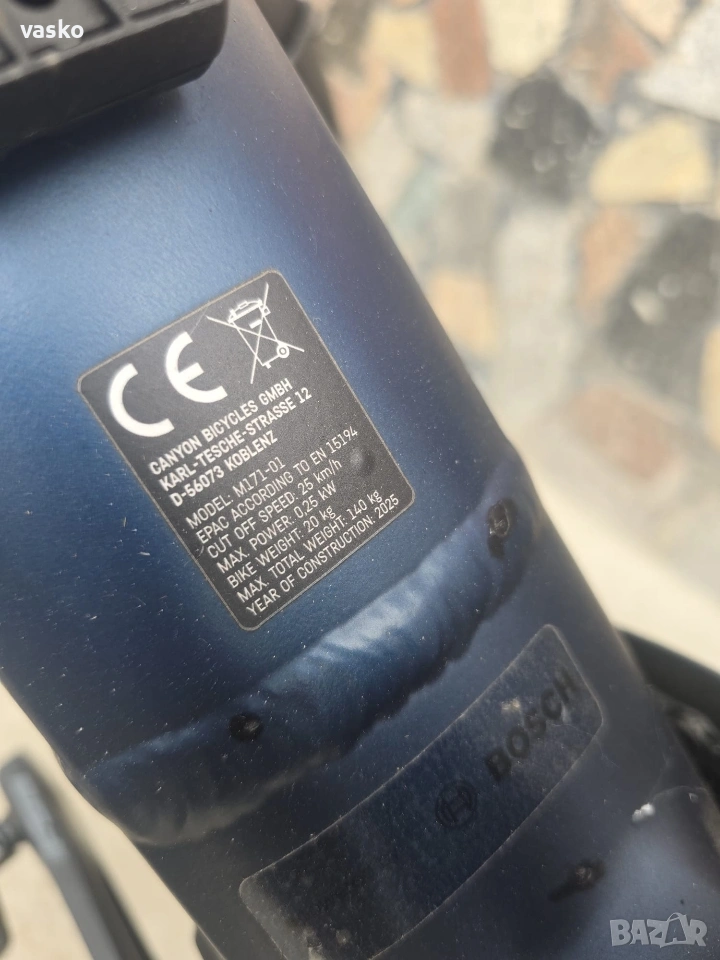 vasko
CE
CANYON BICYCLES GMBH
KARL-TESCHE-STRASSE 12
D-56073 KOBLENZ
MODEL: M171-01
EPAC ACCORDING TO EN 15194
CUT OFF SPEED: 25 km/h
MAX. POWER: 0.25 kW
BIKE WEIGHT: 20 kg
MAX. TOTAL WEIGHT: 140 kg
YEAR OF CONSTRUCTION: 2025
BOSCH
BAZAR